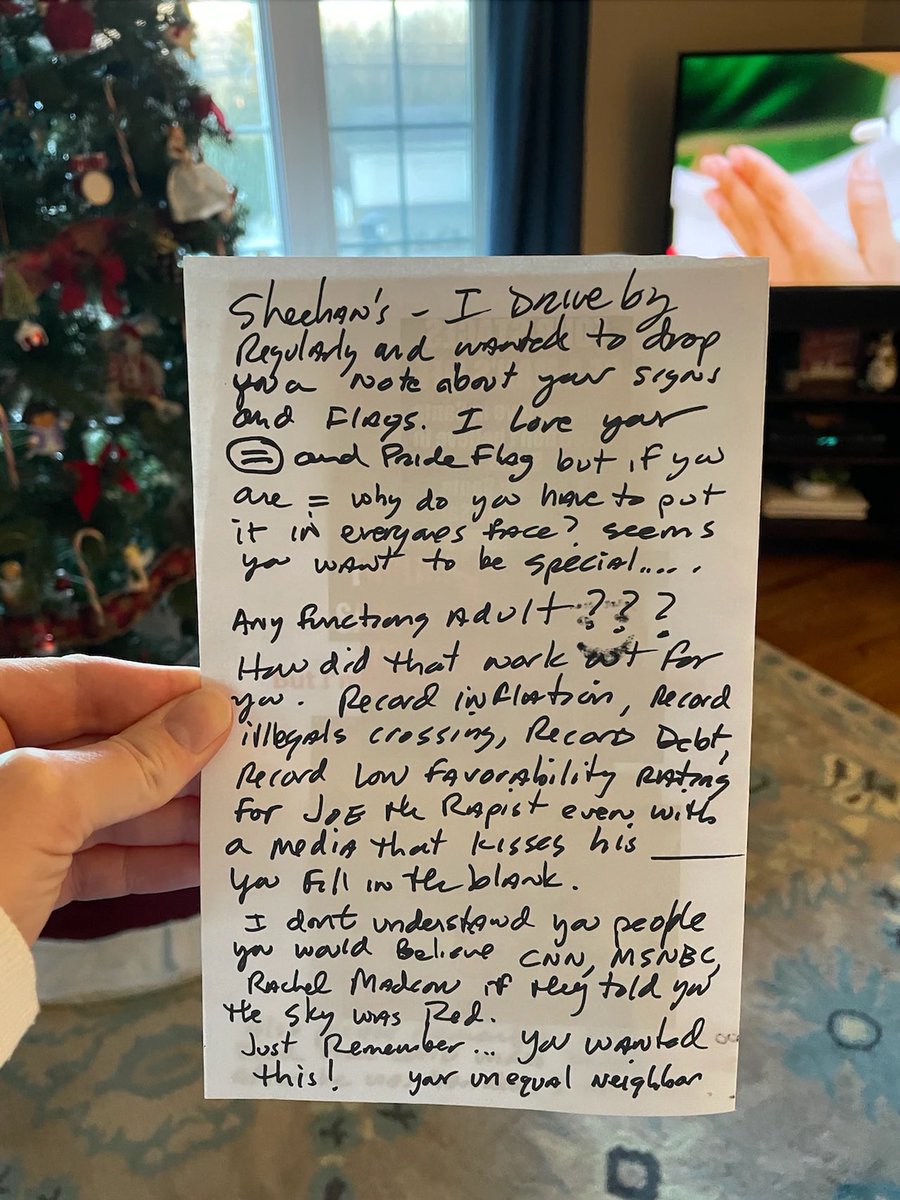 Sheehan's - I Drive by
Regularly and wanted to drop
you a note about your signs
and Flags. I Love your
= and Pride Flag but if you
are = why do you have to put
it in everyones face? seems
you want to be special.....
Any functiong Adult ? ? ?
How did that work out for
you. Record inflation, Record
illegals crossing, Record Debt,
Record Low favorability Rating
for Joe the Rapist even with
a media that kisses his ______
you fill in the blank.
I dont understand you people
you would Believe CNN, MSNBC,
Rachel Madcow if they told you
the sky was Red.
Just Remember... you wanted
this! your unequal neighbor